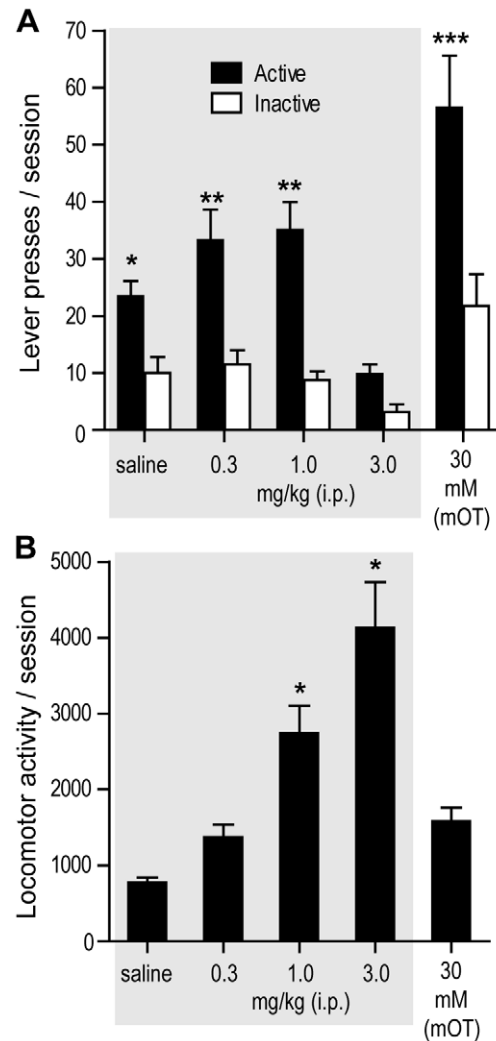 A
Lever presses / session
70
60
50
40
30
20
10
0
Active
Inactive
*
**
**
***
saline
0.3
1.0
3.0
30
mM
(mOT)
mg/kg (i.p.)
B
Locomotor activity / session
5000
4000
3000
2000
1000
0
*
*
saline
0.3
1.0
3.0
30
mM
(mOT)
mg/kg (i.p.)